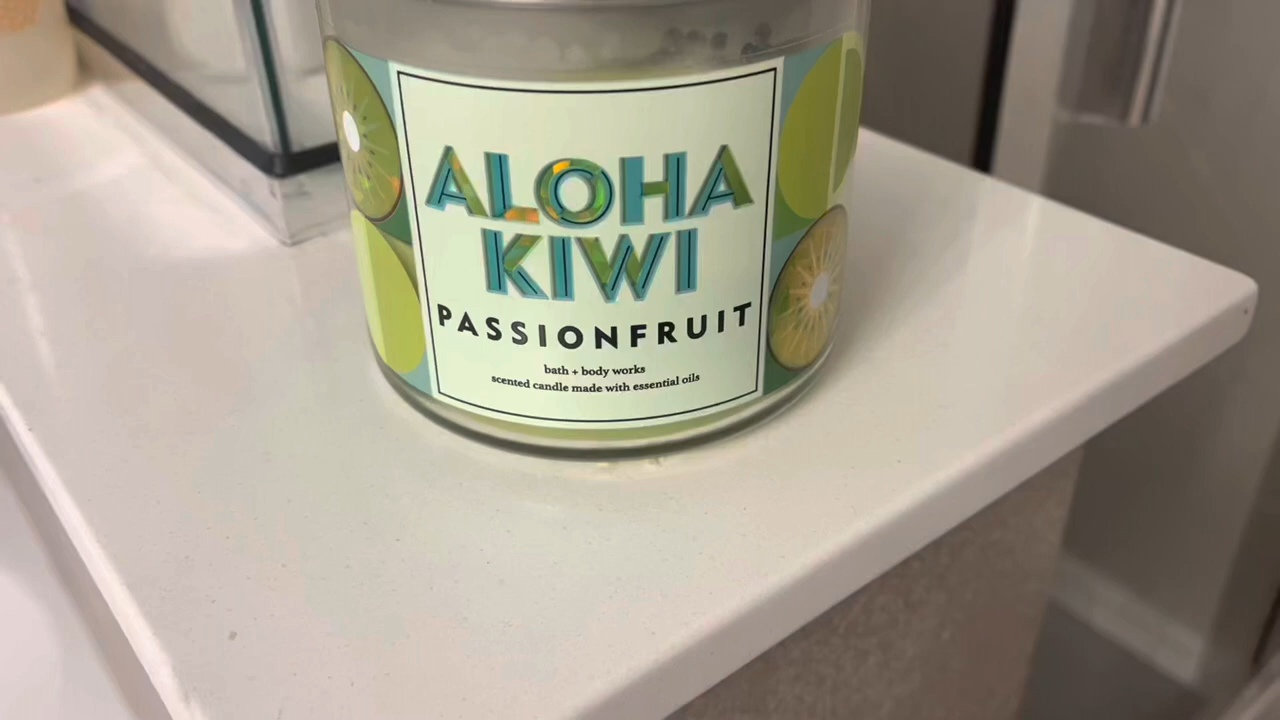 ALOHA
KIWI
PASSIONFRUIT
bath + body works
scented candle made with essential oils